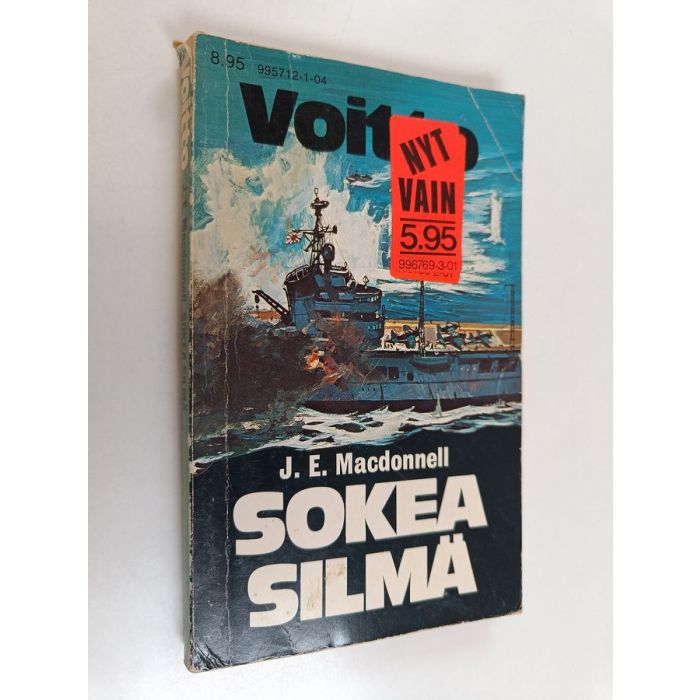 8.95 995712-1-04
Voitto
NYT
VAIN
5.95
996769-3-01
J. E. Macdonnell
SOKEA
SILMÄ